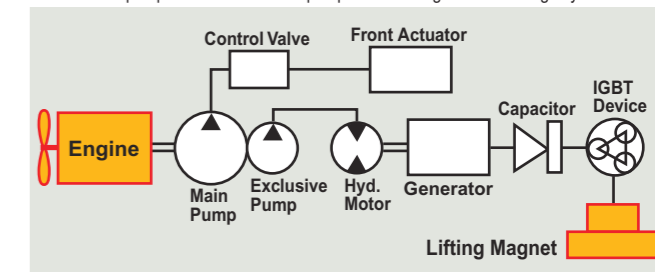 Control Valve
Front Actuator
IGBT
Device
Capacitor
Engine
Main
Pump
Exclusive
Pump
Hyd.
Motor
Generator
Lifting Magnet